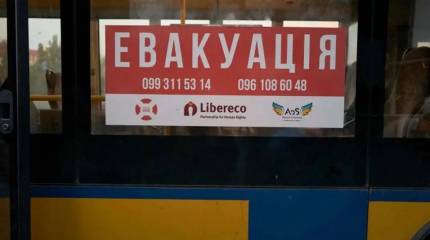 ЕВАКУАЦІЯ
099 311 53 14 096 108 60 48
Libereco
Partnership for Human Rights